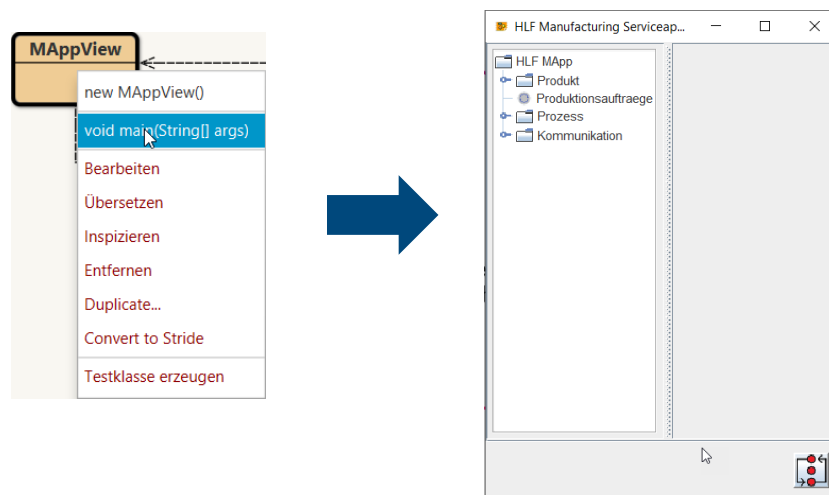 MAppView
new MAppView()
void main(String[] args)
Bearbeiten
Übersetzen
Inspizieren
Entfernen
Duplicate...
Convert to Stride
Testklasse erzeugen
HLF Manufacturing Serviceap...
HLF MApp
Produkt
Produktionsauftraege
Prozess
Kommunikation